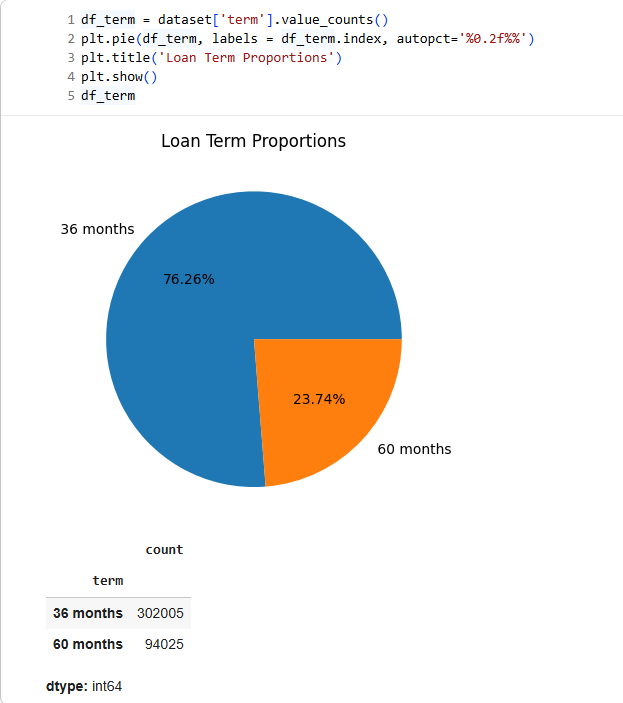 1 df_term = dataset['term'].value_counts()
2 plt.pie(df_term, labels = df_term.index, autopct='%0.2f%%')
3 plt.title('Loan Term Proportions')
4 plt.show()
5 df_term
Loan Term Proportions
36 months
76.26%
23.74%
60 months
count
term
36 months 302005
60 months 94025
dtype: int64